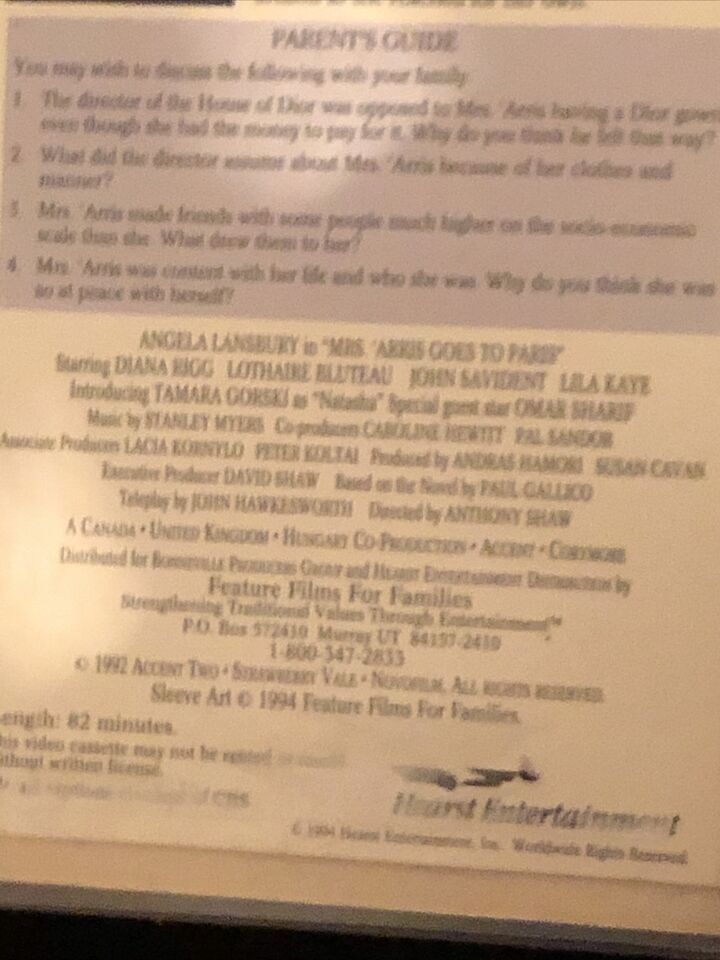 PARENT'S GUIDE
You may wish to discuss the following with your family:
1. The director of the House of Dior was opposed to Mrs. 'Arris having a Dior gown
even though she had the money to pay for it. Why do you think he felt that way?
2. What did the director assume about Mrs. 'Arris because of her clothes and
manner?
3. Mrs. 'Arris made friends with some people much higher on the socio-economic
scale than she. What drew them to her?
4. Mrs. 'Arris was content with her life and who she was. Why do you think she was
so at peace with herself?
ANGELA LANSBURY in "MRS. 'ARRIS GOES TO PARIS"
Starring DIANA RIGG LOTHAIRE BLUTEAU JOHN SAVIDENT LILA KAYE
Introducing TAMARA GORSKI as "Natasha" Special guest star OMAR SHARIF
Music by STANLEY MYERS Co-producers CAROLINE HEWITT PAL SANDOR
Associate Producers LACIA KORNYLO PETER KOLTAI Produced by ANDRAS HAMORI SUSAN CAVAN
Executive Producer DAVID SHAW Based on the Novel by PAUL GALLICO
Teleplay by JOHN HAWKESWORTH Directed by ANTHONY SHAW
A CANADA • UNITED KINGDOM • HUNGARY CO-PRODUCTION • ACCENT • CORYMORE
Distributed for BONNEVILLE PRODUCERS GROUP and HEARST ENTERTAINMENT DISTRIBUTION by
Feature Films For Families
Strengthening Traditional Values Through Entertainment™
P.O. Box 572410 Murray UT 84157-2410
1-800-347-2833
© 1992 ACCENT TWO • STRAWBERRY VALE • NOVOFILM. ALL RIGHTS RESERVED.
Sleeve Art © 1994 Feature Films For Families.
ength: 82 minutes.
his video cassette may not be rented or
ithout written license.
Hearst Entertainment
© 1994 Hearst Entertainment, Inc. Worldwide Rights Reserved.